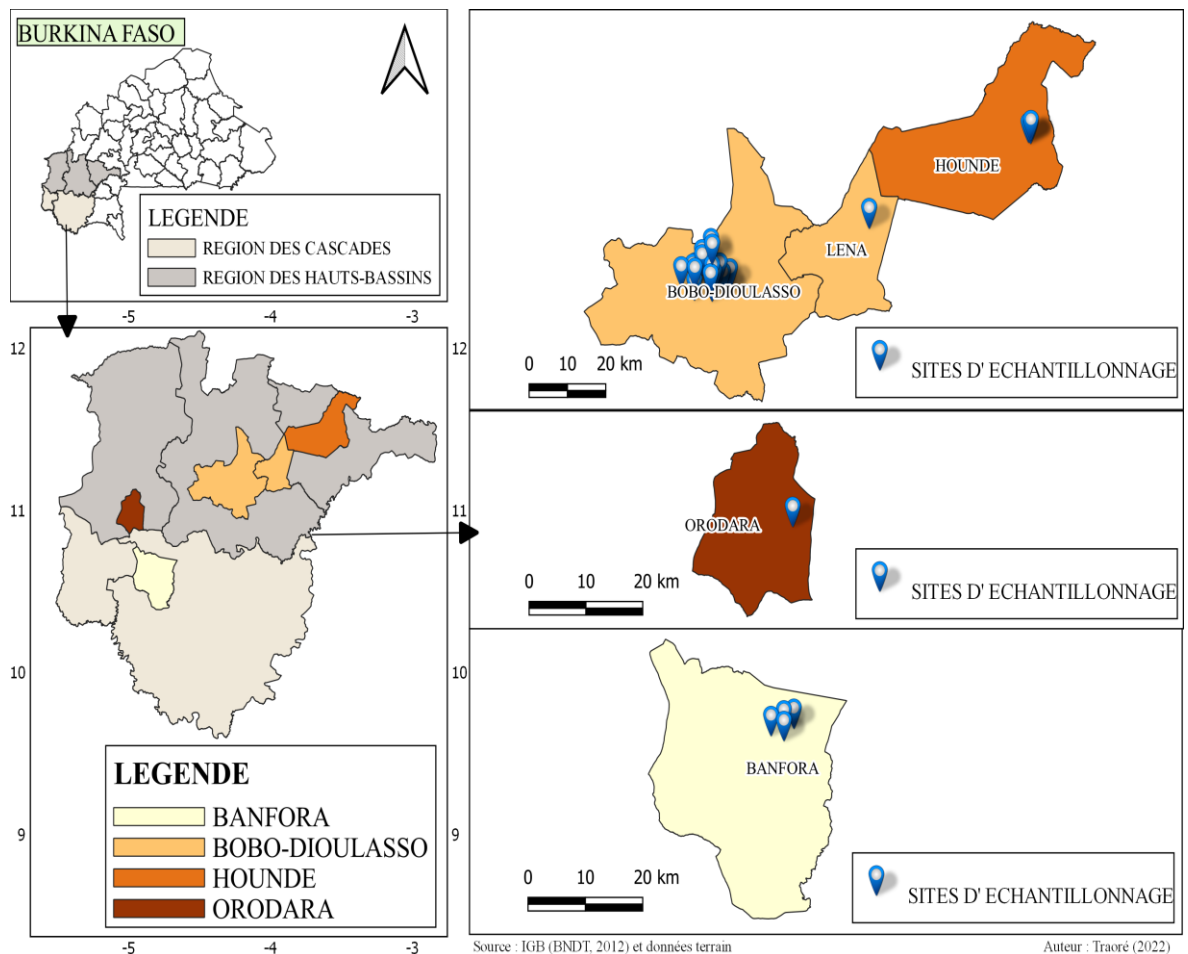 BURKINA FASO
LEGENDE
REGION DES CASCADES
REGION DES HAUTS-BASSINS
-5
-4
-3
12
11
10
9
12
11
10
9
LEGENDE
BANFORA
BOBO-DIOULASSO
HOUNDE
ORODARA
-5
-4
-3
HOUNDE
LENA
BOBO-DIOULASSO
0 10 20 km
SITES D' ECHANTILLONNAGE
ORODARA
0 10 20 km
SITES D' ECHANTILLONNAGE
BANFORA
0 10 20 km
SITES D' ECHANTILLONNAGE
Source : IGB (BNDT, 2012) et données terrain
Auteur : Traoré (2022)